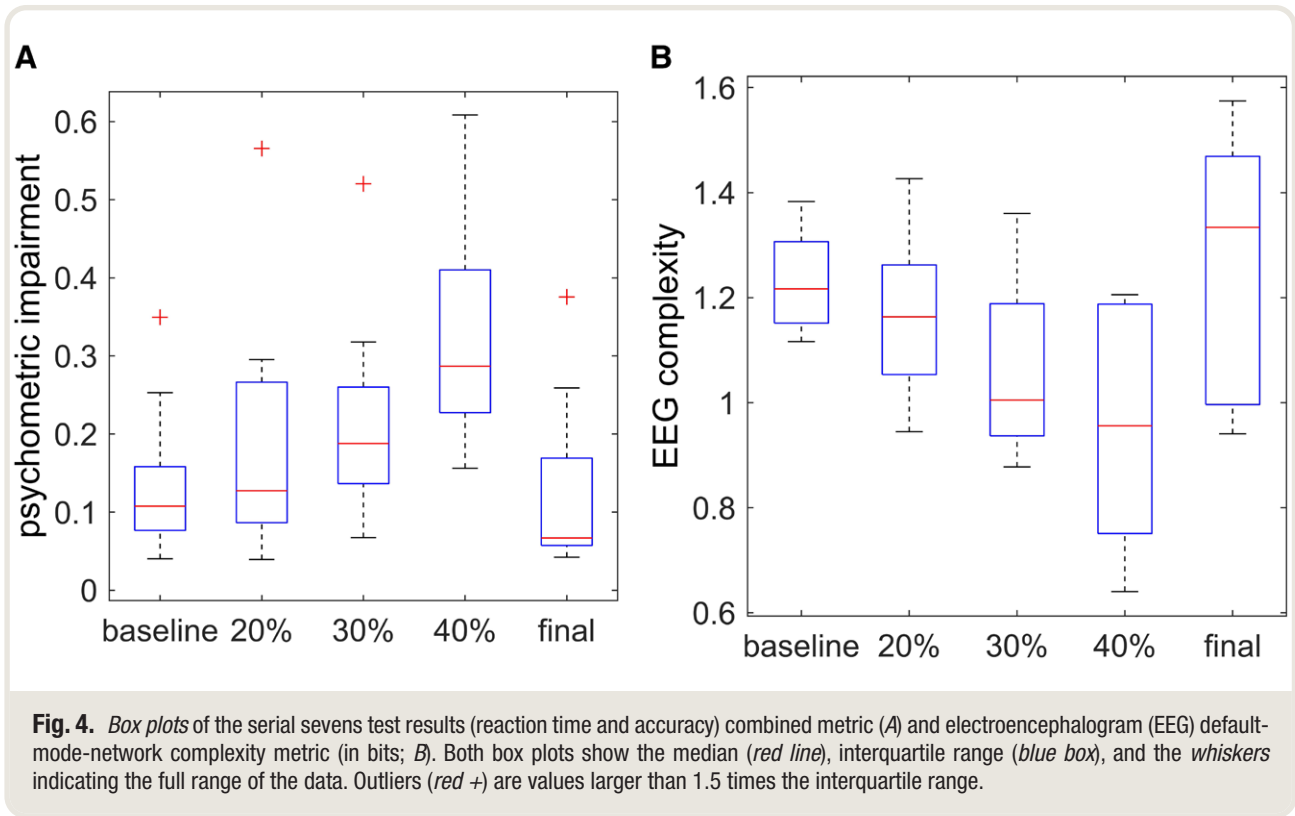 A
psychometric impairment
0.6
0.5
0.4
0.3
0.2
0.1
0
baseline 20% 30% 40% final
B
EEG complexity
1.6
1.4
1.2
1
0.8
0.6
baseline 20% 30% 40% final
Fig. 4. Box plots of the serial sevens test results (reaction time and accuracy) combined metric (A) and electroencephalogram (EEG) default-
mode-network complexity metric (in bits; B). Both box plots show the median (red line), interquartile range (blue box), and the whiskers
indicating the full range of the data. Outliers (red +) are values larger than 1.5 times the interquartile range.